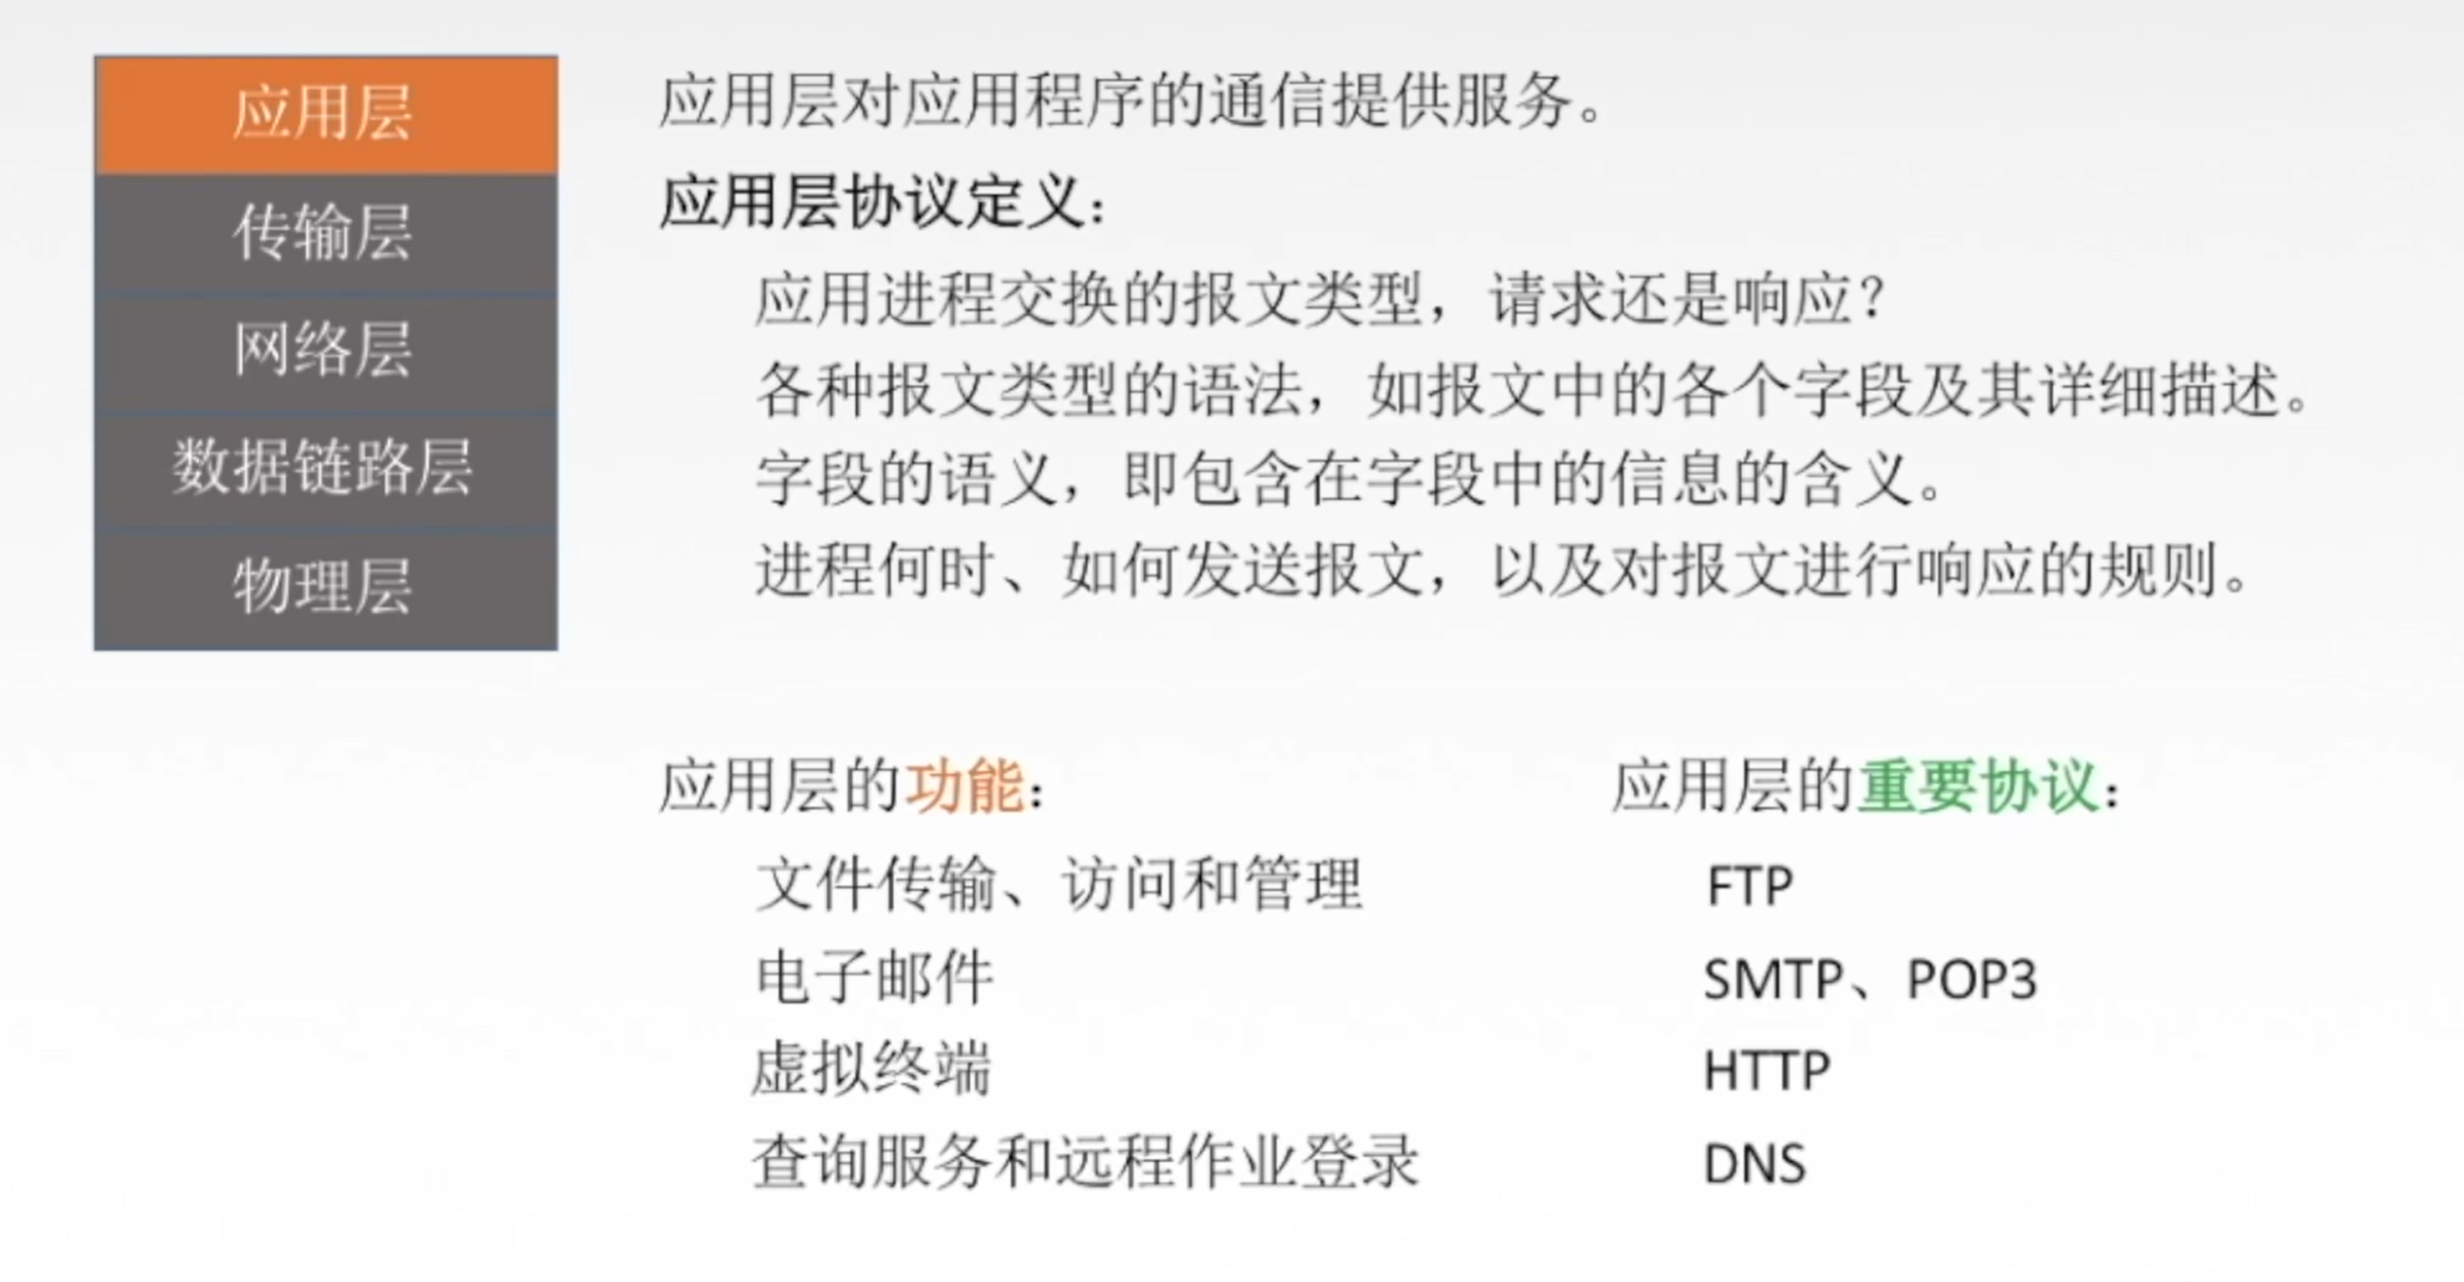 应用层
传输层
网络层
数据链路层
物理层
应用层对应用程序的通信提供服务。
应用层协议定义：
应用进程交换的报文类型，请求还是响应？
各种报文类型的语法，如报文中的各个字段及其详细描述。
字段的语义，即包含在字段中的信息的含义。
进程何时、如何发送报文，以及对报文进行响应的规则。
应用层的功能：
文件传输、访问和管理
电子邮件
虚拟终端
查询服务和远程作业登录
应用层的重要协议：
FTP
SMTP、POP3
HTTP
DNS